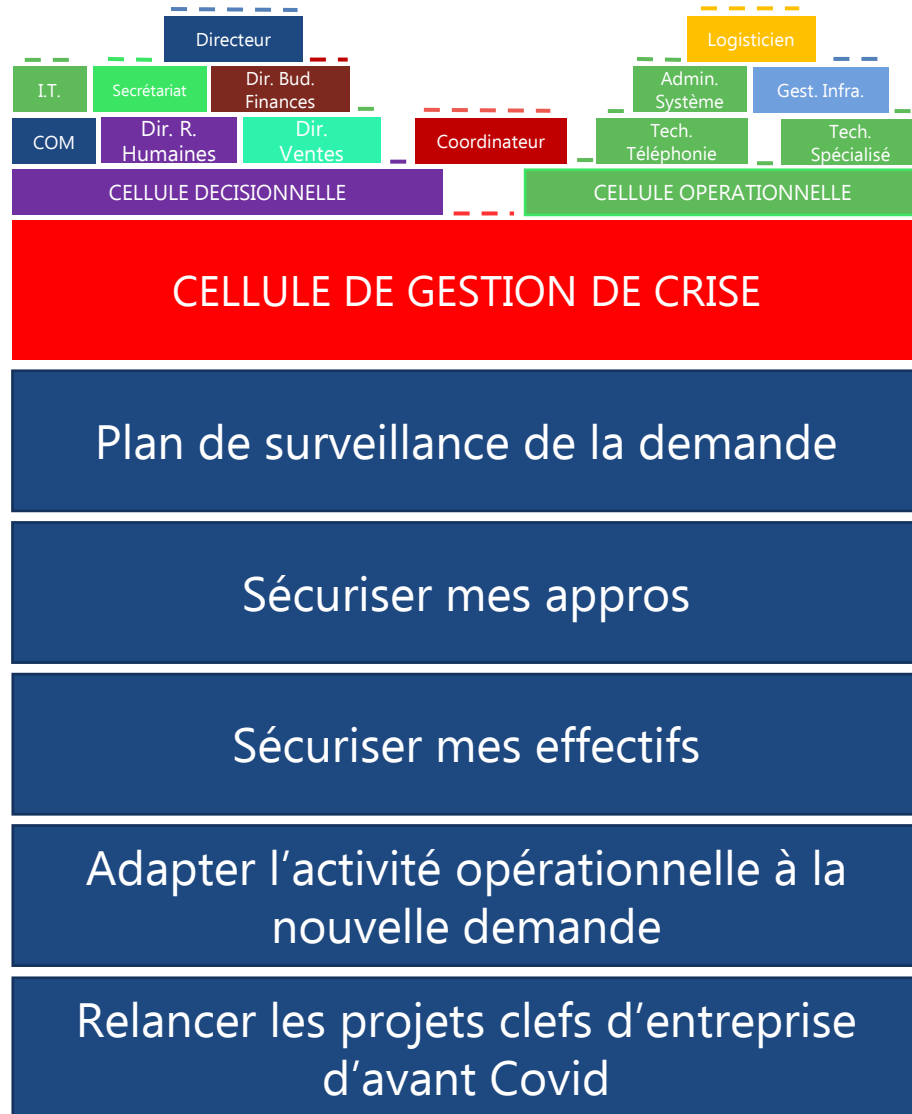 Directeur
Logisticien
I.T.
Secrétariat
Dir. Bud.
Finances
Admin.
Système
Gest. Infra.
COM
Dir. R.
Humaines
Dir.
Ventes
Coordinateur
Tech.
Téléphonie
Tech.
Spécialisé
CELLULE DECISIONNELLE
CELLULE OPERATIONNELLE
CELLULE DE GESTION DE CRISE
Plan de surveillance de la demande
Sécuriser mes appros
Sécuriser mes effectifs
Adapter l’activité opérationnelle à la
nouvelle demande
Relancer les projets clefs d’entreprise
d’avant Covid